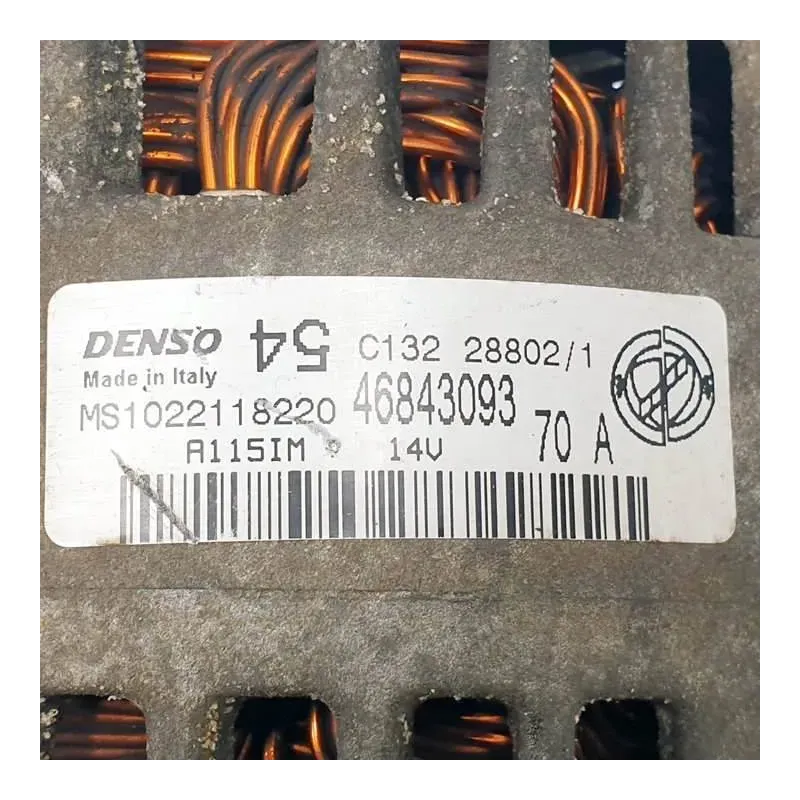 DENSO 54 C132 28802/1
Made in Italy
MS1022118220 46843093 70 A
A115IM 14V